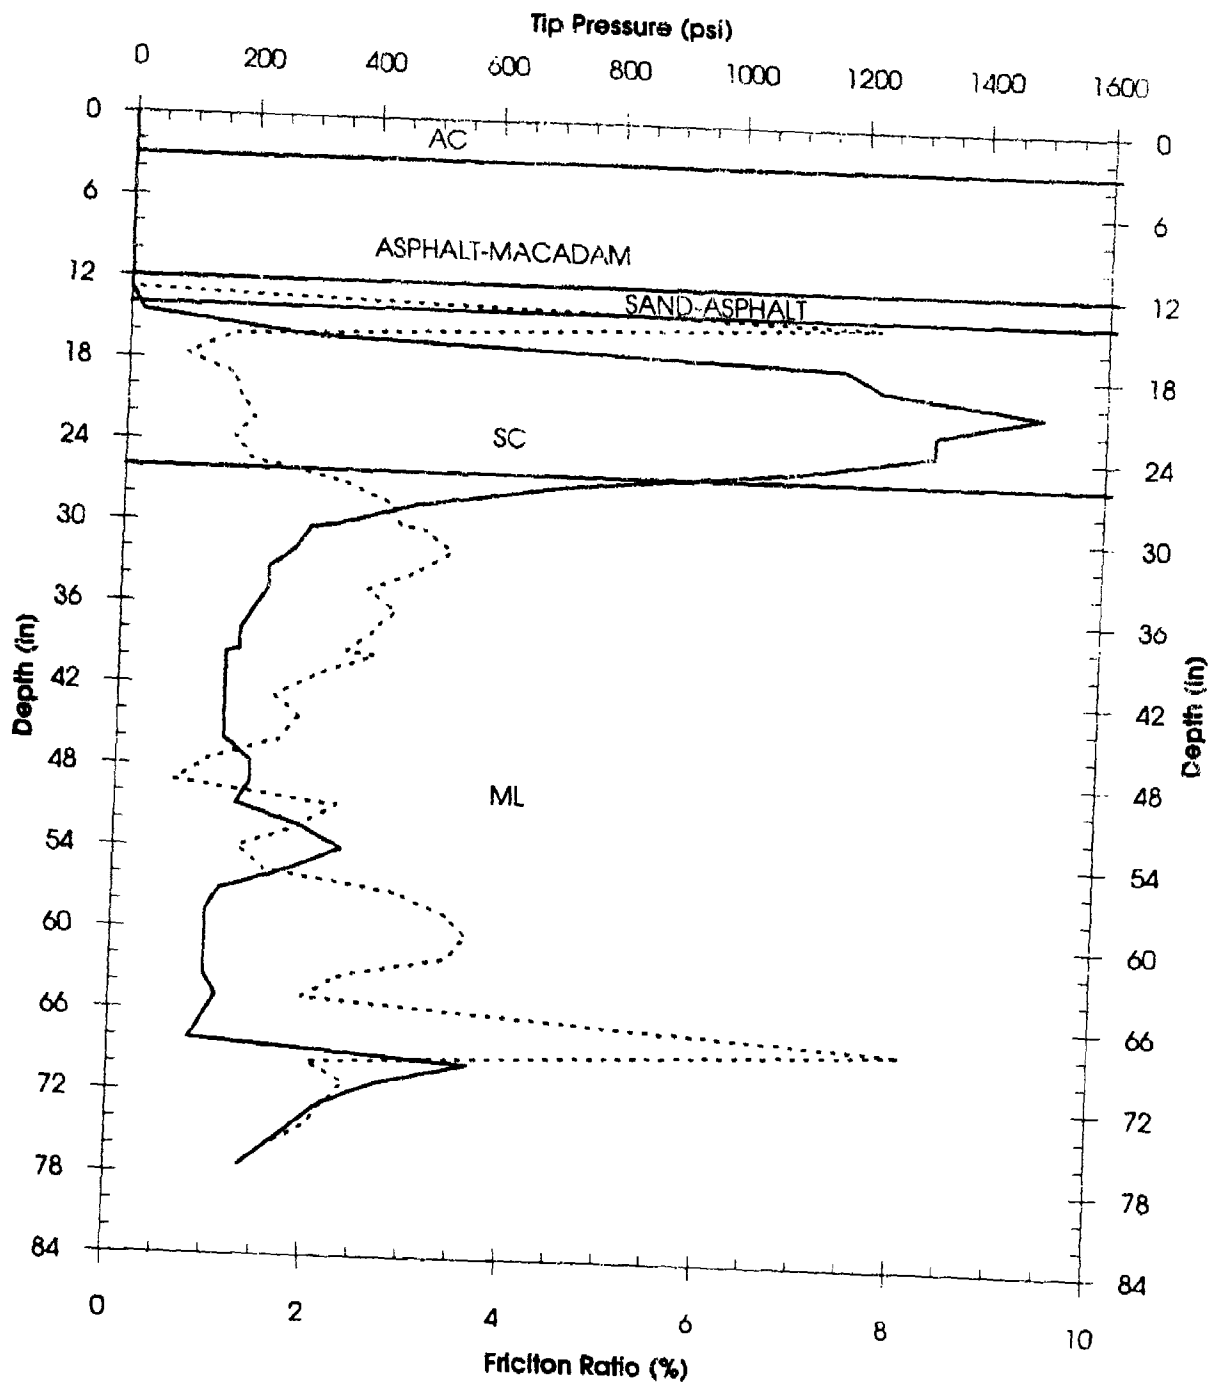 Tip Pressure (psi)
0 200 400 600 800 1000 1200 1400 1600
0 0
AC
6 6
ASPHALT-MACADAM
12 12
SAND-ASPHALT
18 18
SC
24 24
30 30
36 36
Depth (in) Depth (in)
42 42
48 48
ML
54 54
60 60
66 66
72 72
78 78
84 84
0 2 4 6 8 10
Friciton Ratio (%)